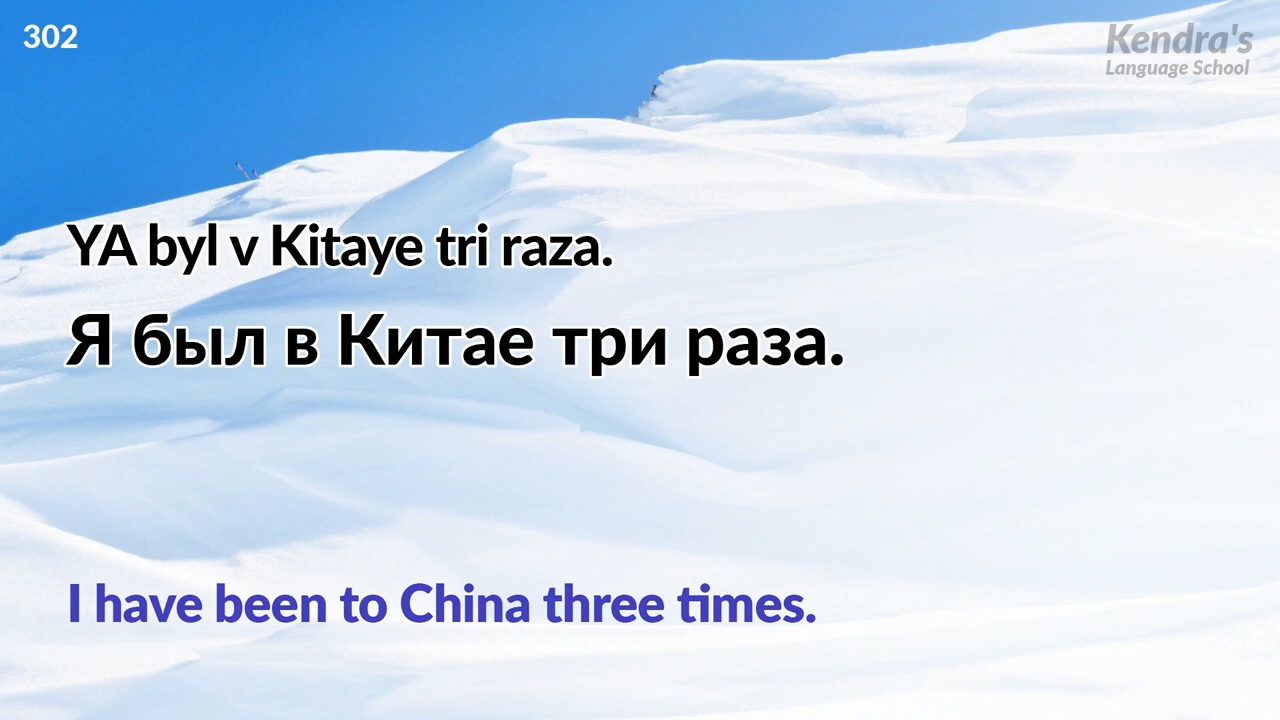 302
Kendra's
Language School
YA byl v Kitaye tri raza.
Я был в Китае три раза.
I have been to China three times.